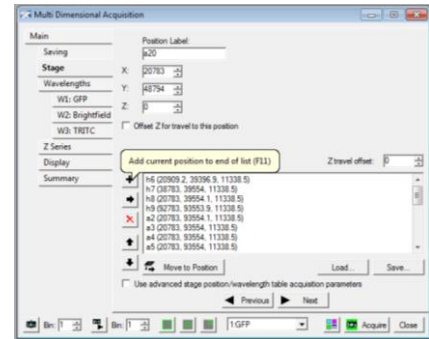 Multi Dimensional Acquisition
Main
Saving
Stage
Wavelengths
W1: GFP
W2: Brightfield
W3: TRITC
Z Series
Display
Summary
Position Label:
a20
X: 20783
Y: 48794
Z: 0
Offset Z for travel to this position
Add current position to end of list (F11)
Z travel offset: 0
h6 (20909.2, 39396.9, 11338.5)
h7 (38783, 39554, 11338.5)
h8 (20783, 39554.1, 11338.5)
h9 (92783, 93553.9, 11338.5)
a2 (20783, 93554.1, 11338.5)
a3 (20783, 93554, 11338.5)
a4 (20783, 93554, 11338.5)
a5 (20783, 93554, 11338.5)
Move to Position
Load...
Save...
Use advanced stage position/wavelength table acquisition parameters
Previous
Next
Bin: 1
Bin: 1
1:GFP
Acquire
Close